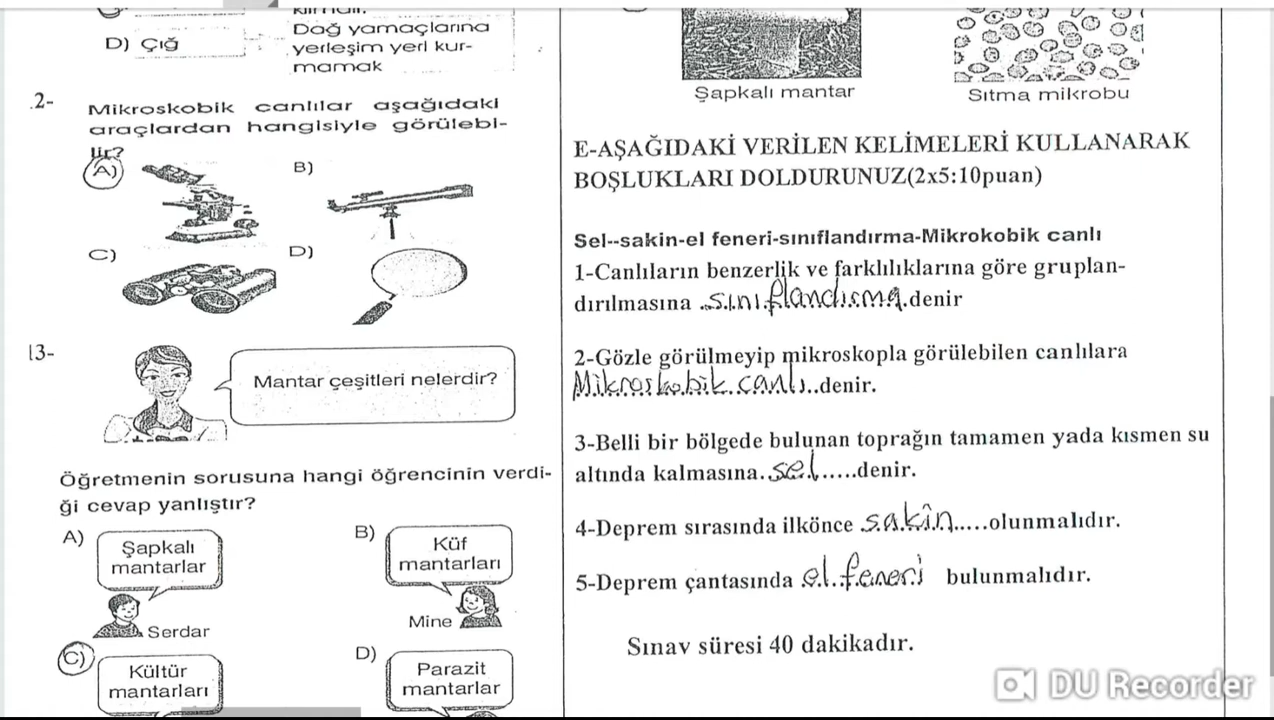 D) Çığ
Doğ yamaçlarına
yerleşim yeri kur-
mamak
2-
Mikroskobik canlılar aşağıdaki
araçlardan hangisiyle görülebi-
lir?
A)
B)
C)
D)
13-
Mantar çeşitleri nelerdir?
Öğretmenin sorusuna hangi öğrencinin verdi-
ği cevap yanlıştır?
A)
Şapkalı
mantarlar
Serdar
B)
Küf
mantarları
Mine
C)
Kültür
mantarları
D)
Parazit
mantarlar
Şapkalı mantar
Sıtma mikrobu
E-AŞAĞIDAKİ VERİLEN KELİMELERİ KULLANARAK
BOŞLUKLARI DOLDURUNUZ(2x5:10puan)
Sel--sakin-el feneri-sınıflandırma-Mikrokobik canlı
1-Canlıların benzerlik ve farklılıklarına göre gruplan-
dırılmasına ..sınıflandırma.denir
2-Gözle görülmeyip mikroskopla görülebilen canlılara
Mikroskobik canlı..denir.
3-Belli bir bölgede bulunan toprağın tamamen yada kısmen su
altında kalmasına.sel.....denir.
4-Deprem sırasında ilkönce sakin.....olunmalıdır.
5-Deprem çantasında el feneri bulunmalıdır.
Sınav süresi 40 dakikadır.
DU Recorder